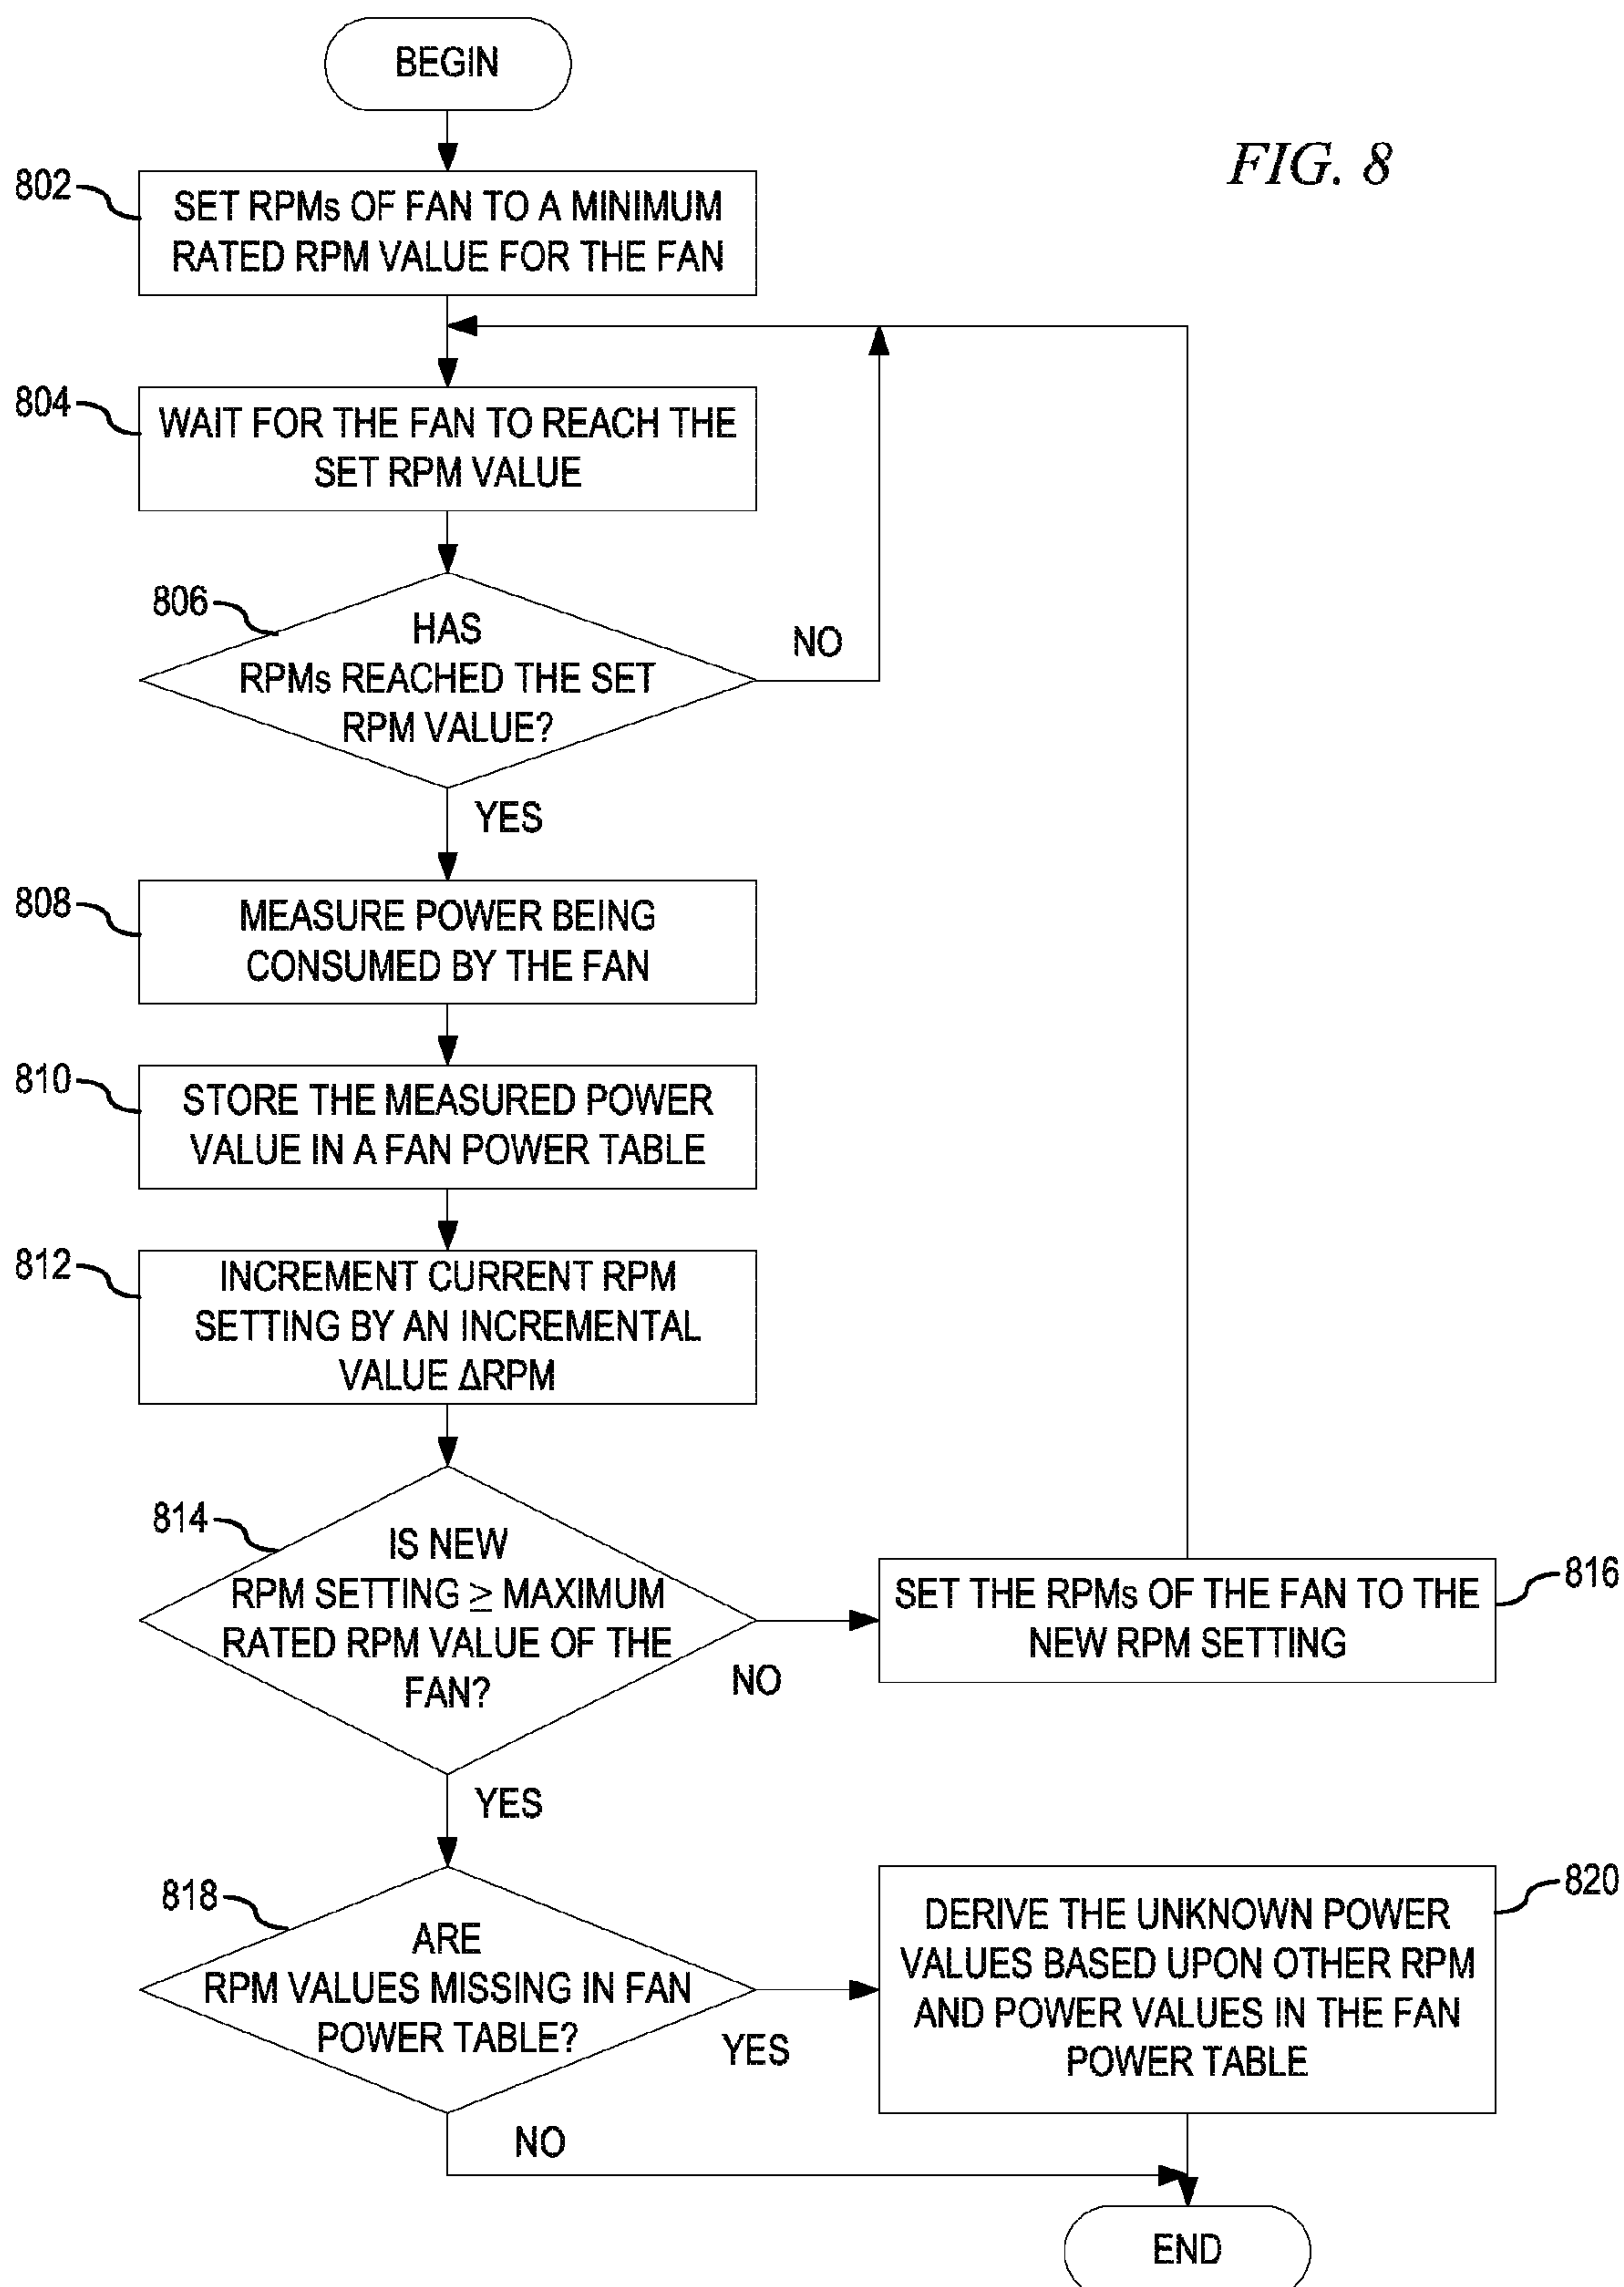 BEGIN
FIG. 8
802
SET RPMs OF FAN TO A MINIMUM
RATED RPM VALUE FOR THE FAN
804
WAIT FOR THE FAN TO REACH THE
SET RPM VALUE
806
HAS
RPMs REACHED THE SET
RPM VALUE?
NO
YES
808
MEASURE POWER BEING
CONSUMED BY THE FAN
810
STORE THE MEASURED POWER
VALUE IN A FAN POWER TABLE
812
INCREMENT CURRENT RPM
SETTING BY AN INCREMENTAL
VALUE ΔRPM
814
IS NEW
RPM SETTING ≥ MAXIMUM
RATED RPM VALUE OF THE
FAN?
NO
816
SET THE RPMs OF THE FAN TO THE
NEW RPM SETTING
YES
818
ARE
RPM VALUES MISSING IN FAN
POWER TABLE?
YES
820
DERIVE THE UNKNOWN POWER
VALUES BASED UPON OTHER RPM
AND POWER VALUES IN THE FAN
POWER TABLE
NO
END